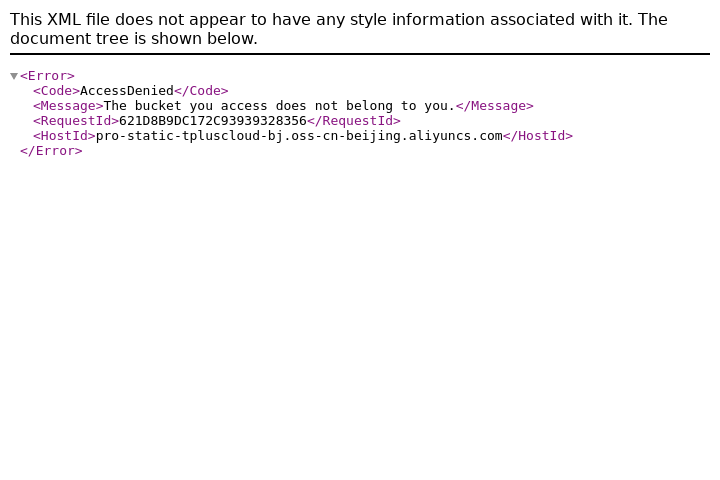 This XML file does not appear to have any style information associated with it. The
document tree is shown below.
<Error>
<Code>AccessDenied</Code>
<Message>The bucket you access does not belong to you.</Message>
<RequestId>621D8B9DC172C93939328356</RequestId>
<HostId>pro-static-tpluscloud-bj.oss-cn-beijing.aliyuncs.com</HostId>
</Error>